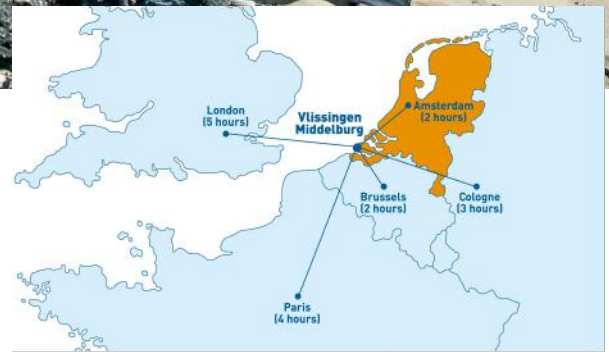 London
(5 hours)
Vlissingen
Middelburg
Amsterdam
(2 hours)
Brussels
(2 hours)
Cologne
(3 hours)
Paris
(4 hours)